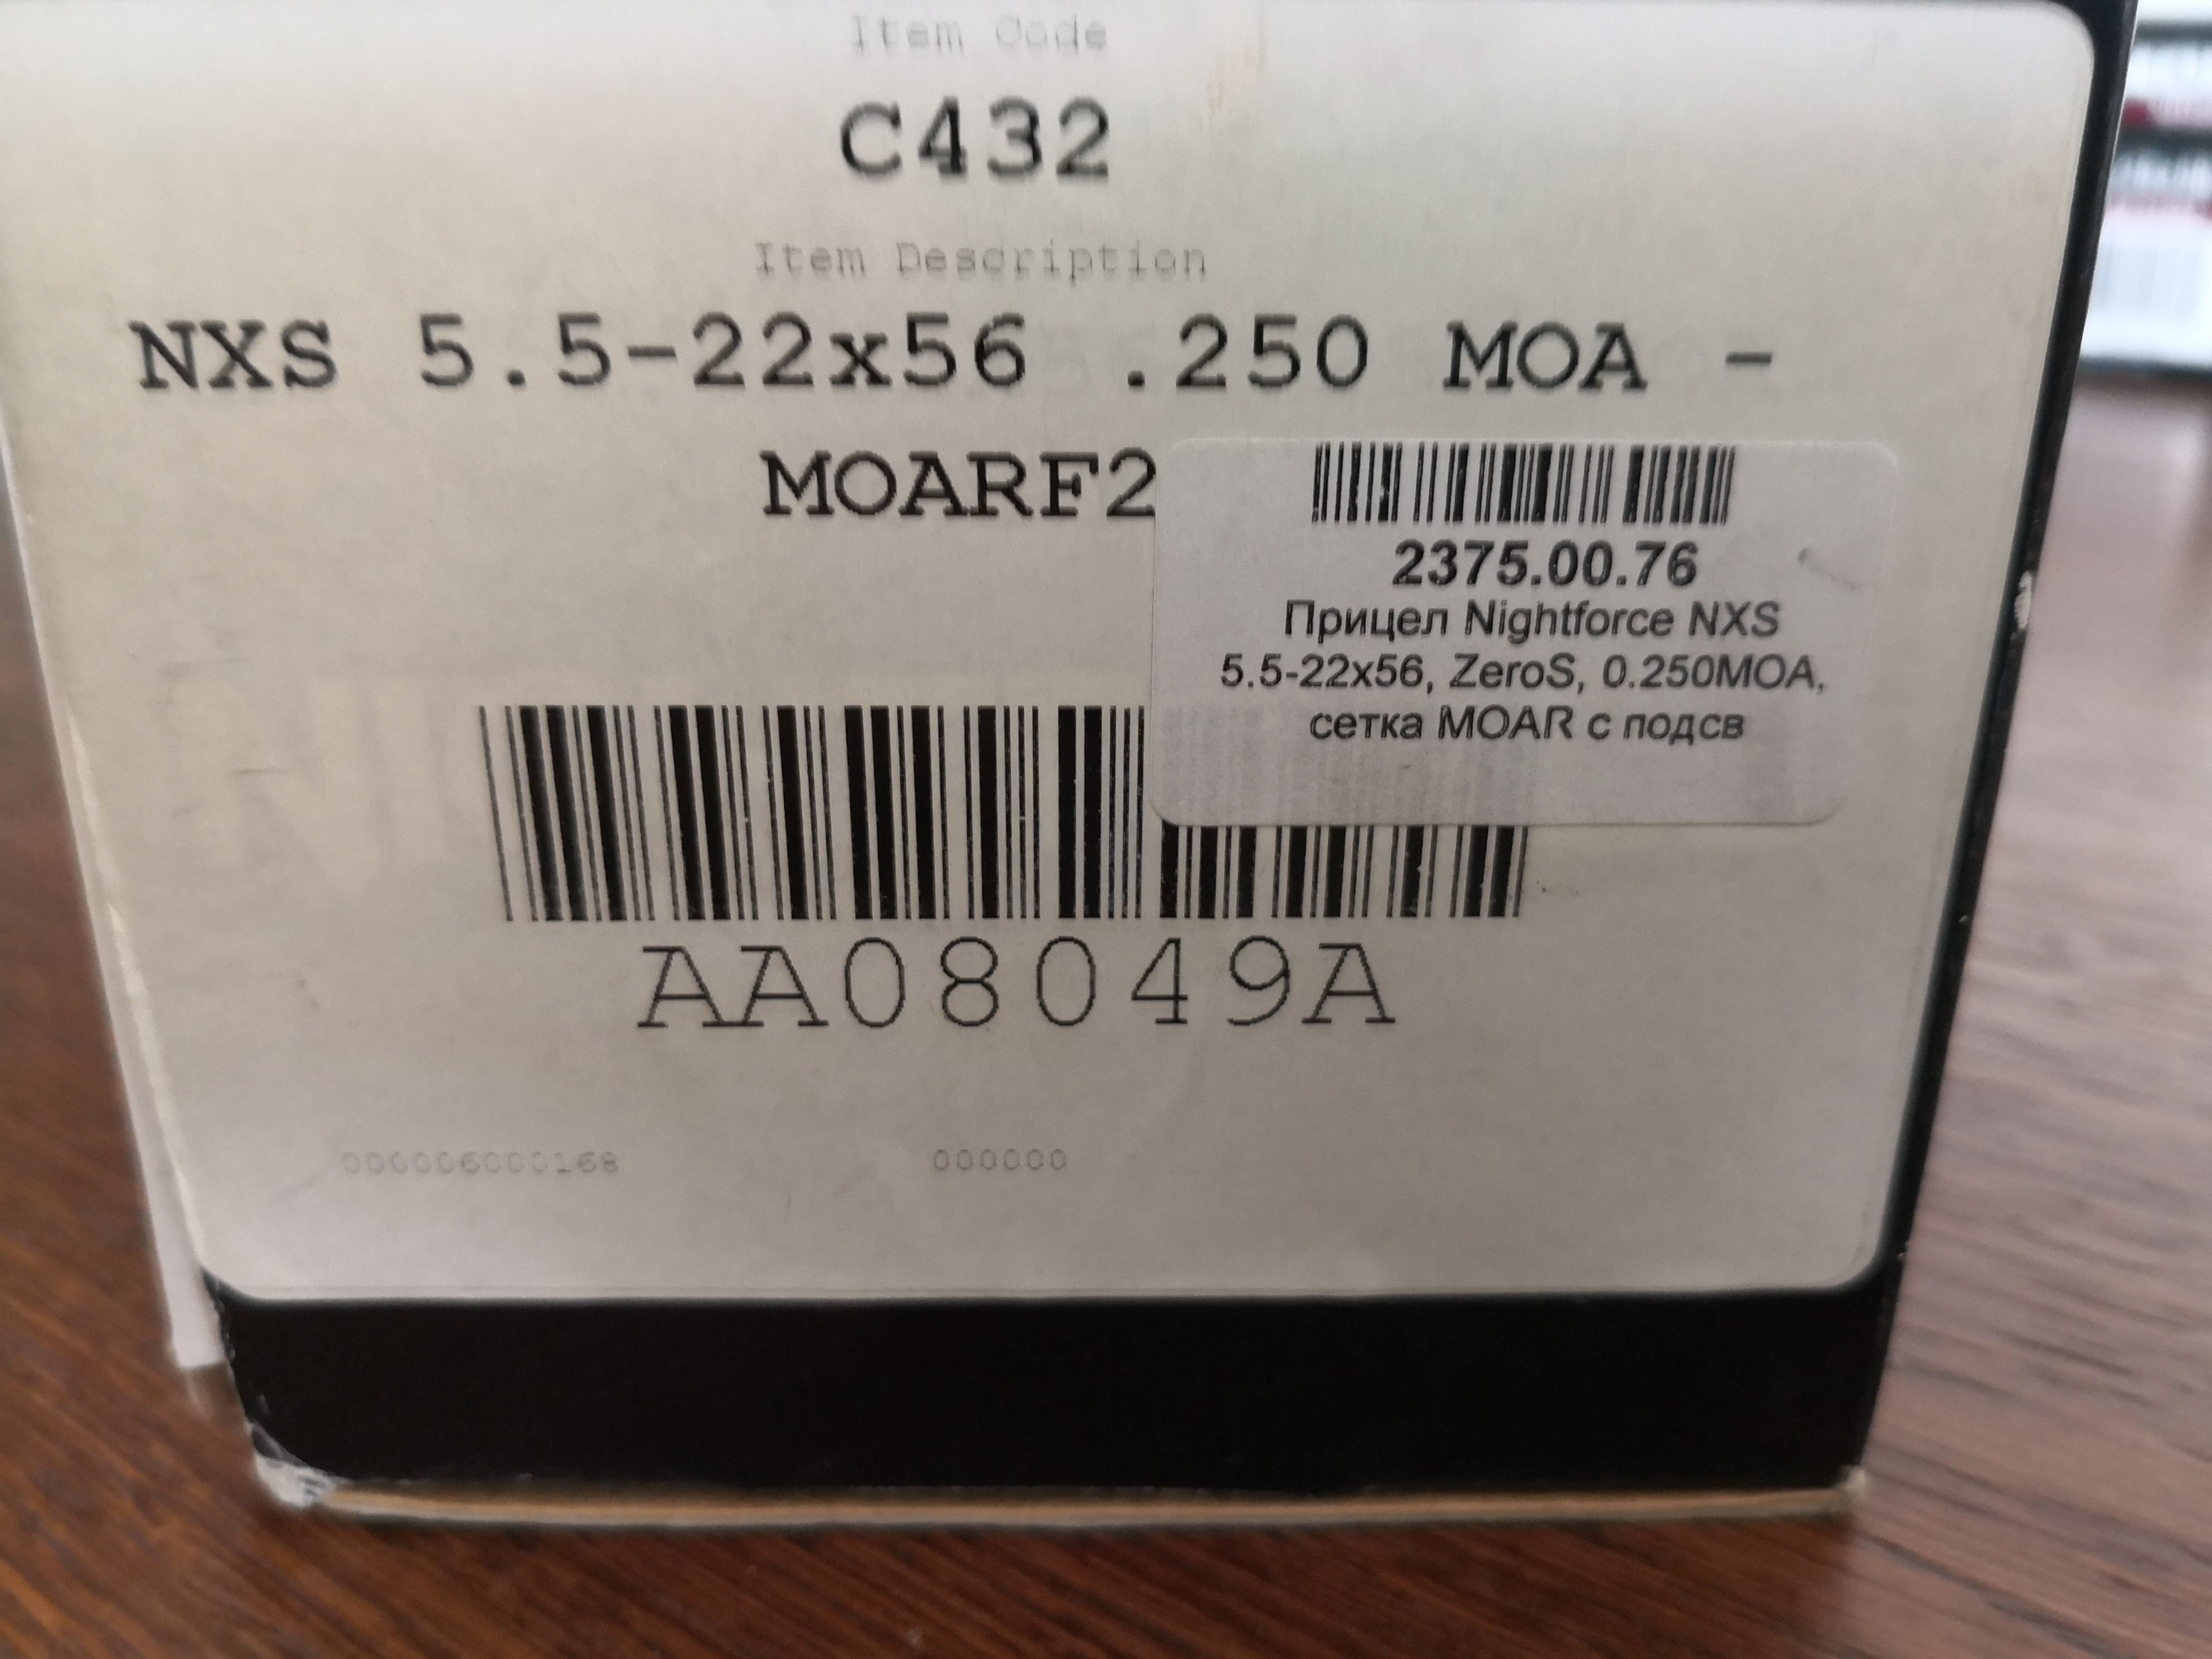 Item Code
C432
Item Description
NXS 5.5-22x56 .250 MOA -
MOARF2
2375.00.76
Прицел Nightforce NXS
5.5-22x56, ZeroS, 0.250MOA,
сетка MOAR с подсв
AA08049A
000006000168 000000